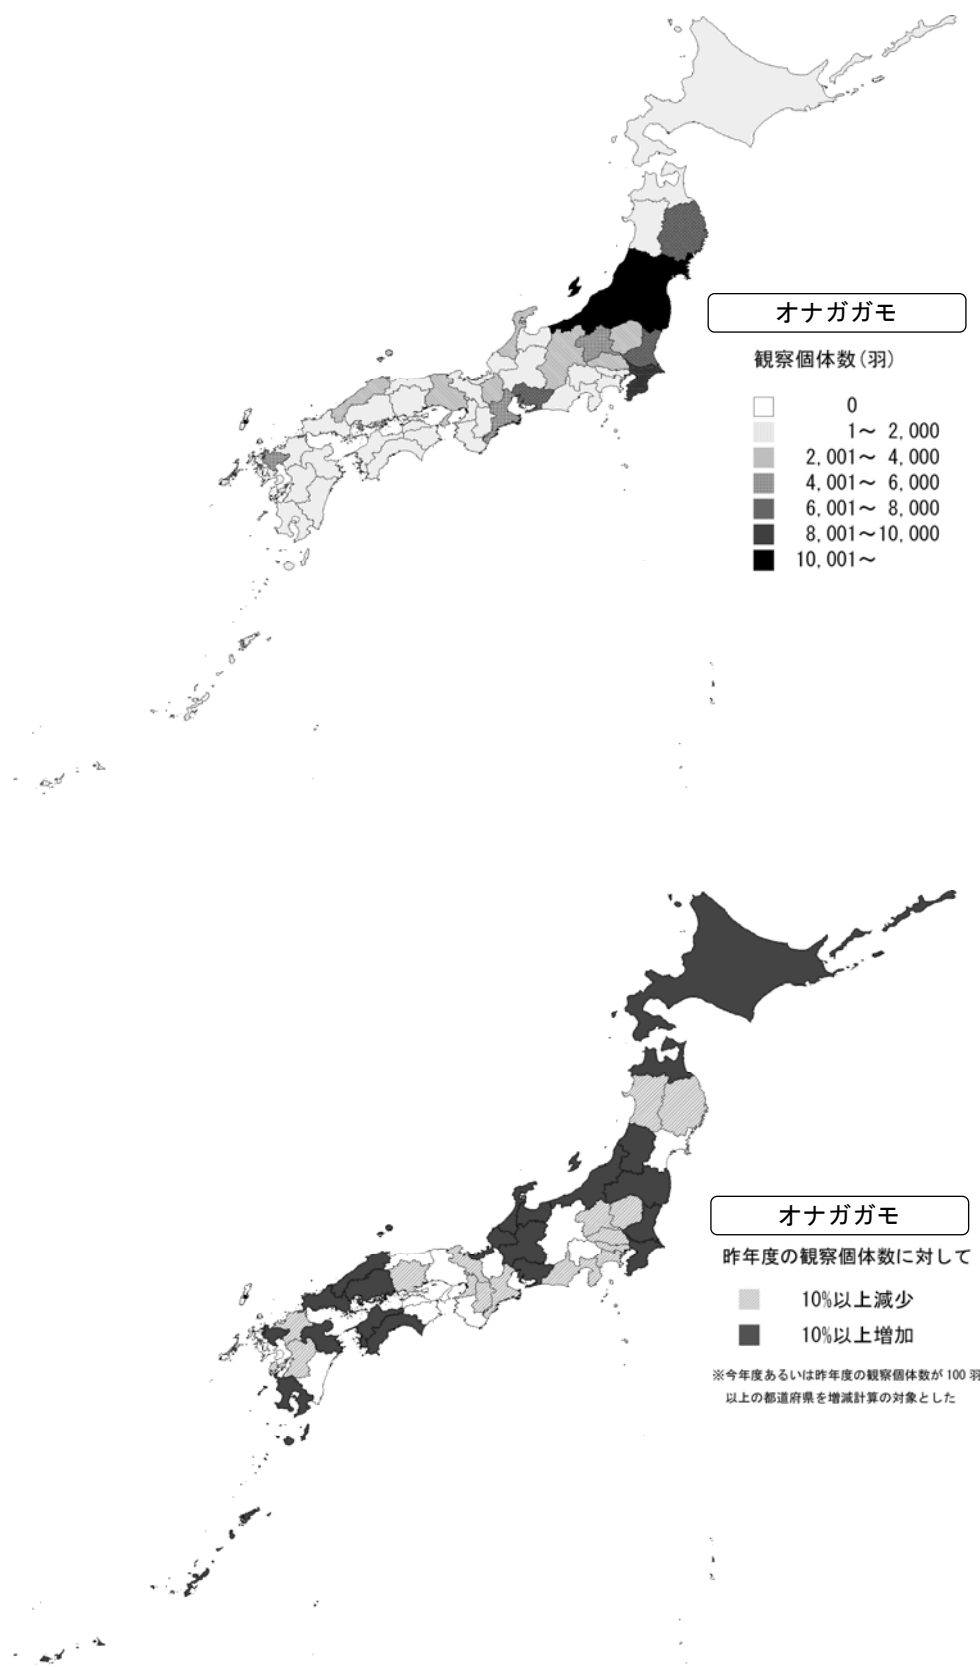 オナガガモ
観察個体数(羽)
0
1~ 2,000
2,001~ 4,000
4,001~ 6,000
6,001~ 8,000
8,001~10,000
10,001~
オナガガモ
昨年度の観察個体数に対して
10%以上減少
10%以上増加
※今年度あるいは昨年度の観察個体数が 100 羽
以上の都道府県を増減計算の対象とした